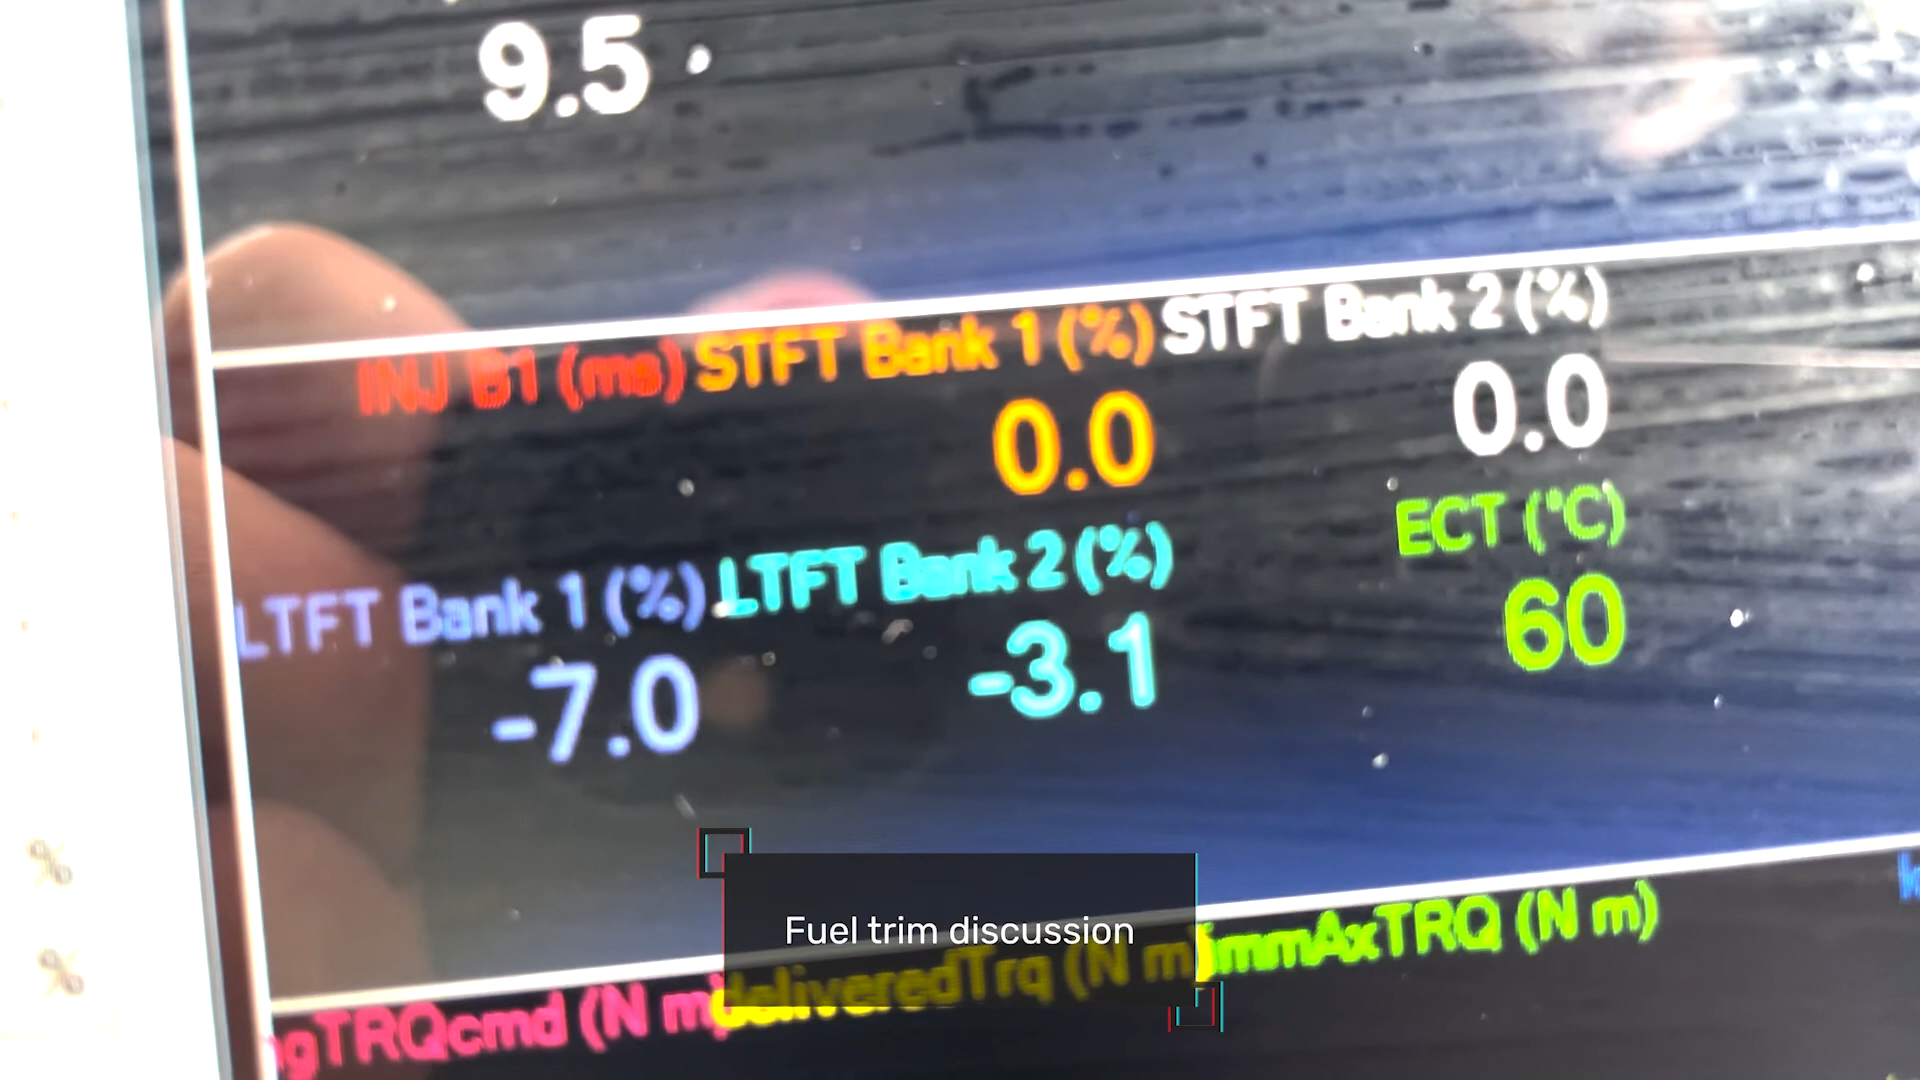 9.5
INJ B1 (ms) STFT Bank 1 (%) STFT Bank 2 (%)
0.0 0.0
LTFT Bank 1 (%) LTFT Bank 2 (%) ECT (°C)
-7.0 -3.1 60
Fuel trim discussion
gTRQcmd (N m) deliveredTrq (N m) immAxTRQ (N m)
%
%